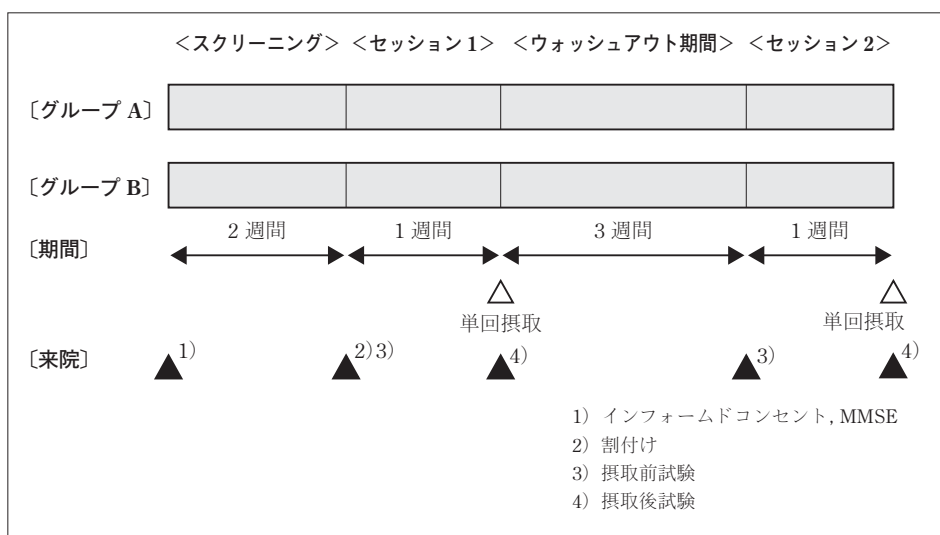 ＜スクリーニング＞ ＜セッション 1＞ ＜ウォッシュアウト期間＞ ＜セッション 2＞
〔グループ A〕
〔グループ B〕
〔期間〕 2 週間 1 週間 3 週間 1 週間
単回摂取 単回摂取
〔来院〕 1) 2)3) 4) 3) 4)
1）インフォームドコンセント, MMSE
2）割付け
3）摂取前試験
4）摂取後試験